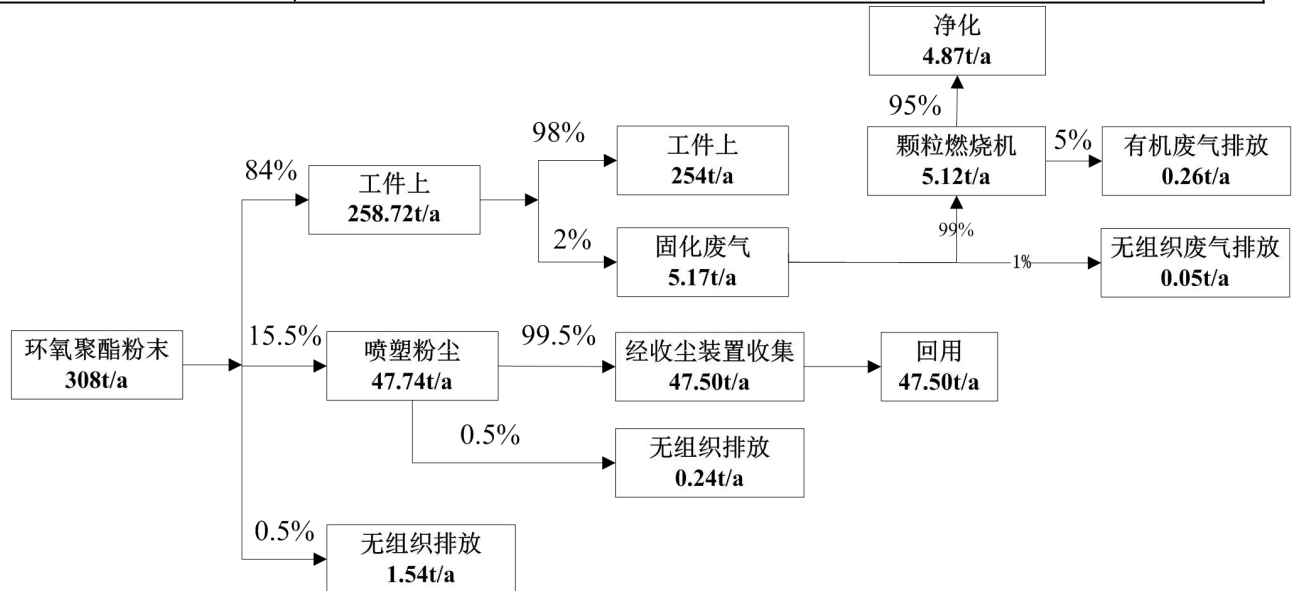 净化
4.87t/a
95%
98%
工件上
254t/a
颗粒燃烧机
5.12t/a
5%
有机废气排放
0.26t/a
84%
工件上
258.72t/a
2%
固化废气
5.17t/a
99%
1%
无组织废气排放
0.05t/a
环氧聚酯粉末
308t/a
15.5%
喷塑粉尘
47.74t/a
99.5%
经收尘装置收集
47.50t/a
回用
47.50t/a
0.5%
无组织排放
0.24t/a
0.5%
无组织排放
1.54t/a